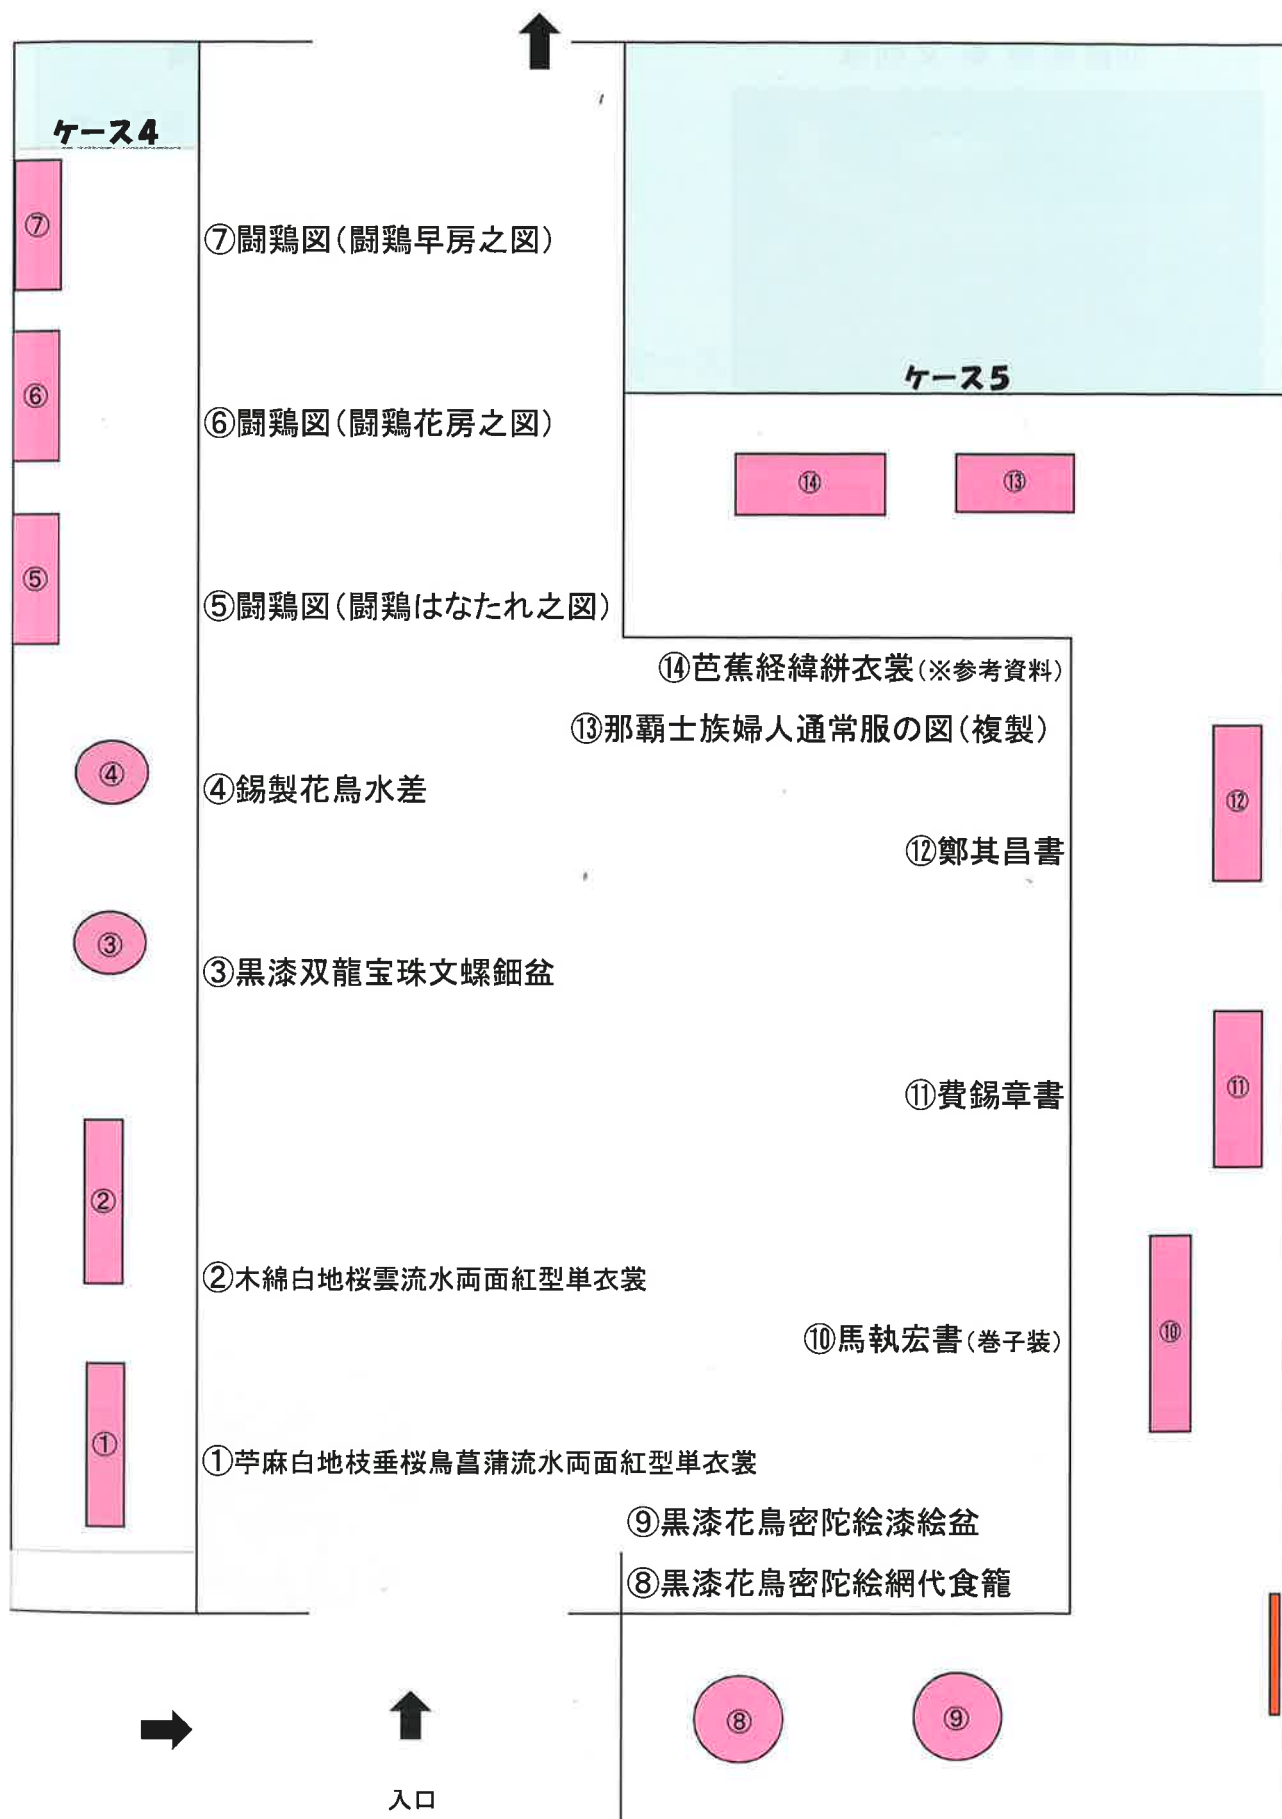 ケース4
⑦
⑦闘鶏図(闘鶏早房之図)
ケース5
⑥
⑥闘鶏図(闘鶏花房之図)
⑭
⑬
⑤
⑤闘鶏図(闘鶏はなたれ之図)
⑭芭蕉経緯絣衣裳(※参考資料)
⑬那覇士族婦人通常服の図(複製)
④
④錫製花鳥水差
⑫
⑫鄭其昌書
③
③黒漆双龍宝珠文螺鈿盆
⑪
⑪費錫章書
②
②木綿白地桜雲流水両面紅型単衣裳
⑩
⑩馬執宏書(巻子装)
①
①苧麻白地枝垂桜鳥菖蒲流水両面紅型単衣裳
⑨黒漆花鳥密陀絵漆絵盆
⑧黒漆花鳥密陀絵網代食籠
⑧
⑨
入口